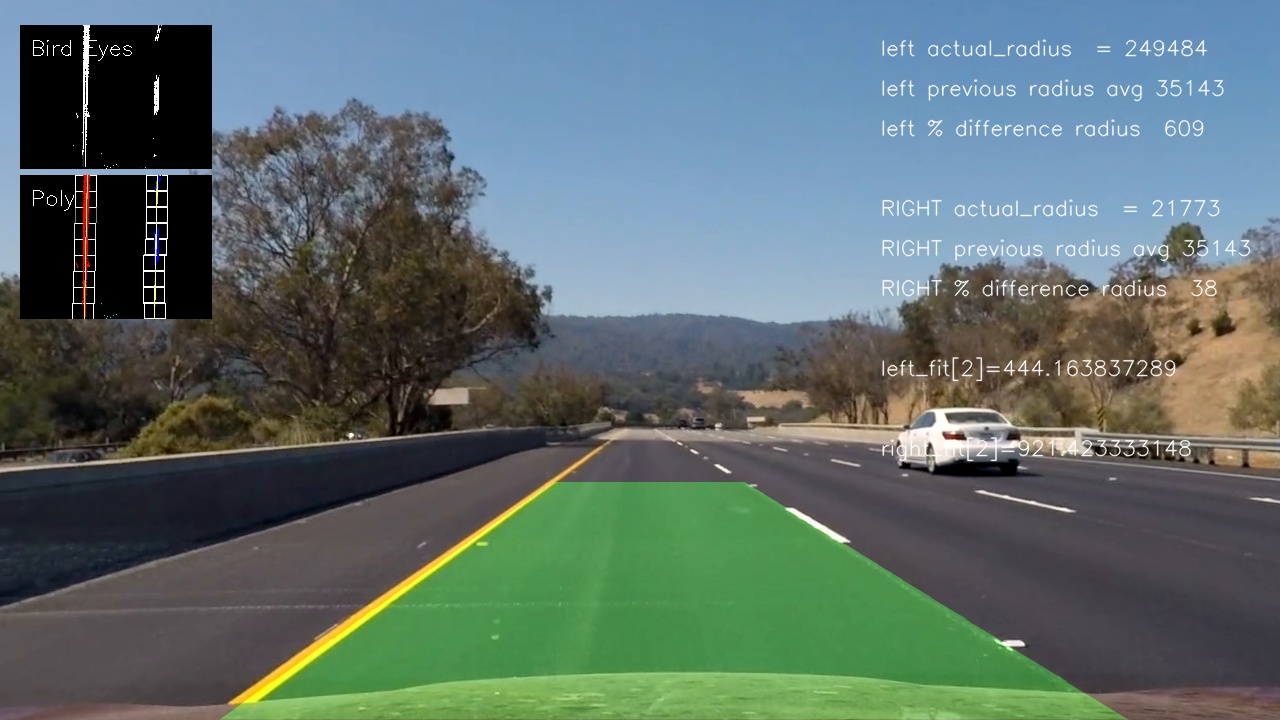 Bird Eyes
Poly
left actual_radius = 249484
left previous radius avg 35143
left % difference radius 609
RIGHT actual_radius = 21773
RIGHT previous radius avg 35143
RIGHT % difference radius 38
left_fit[2]=444.163837289
right_fit[2]=921.423333148